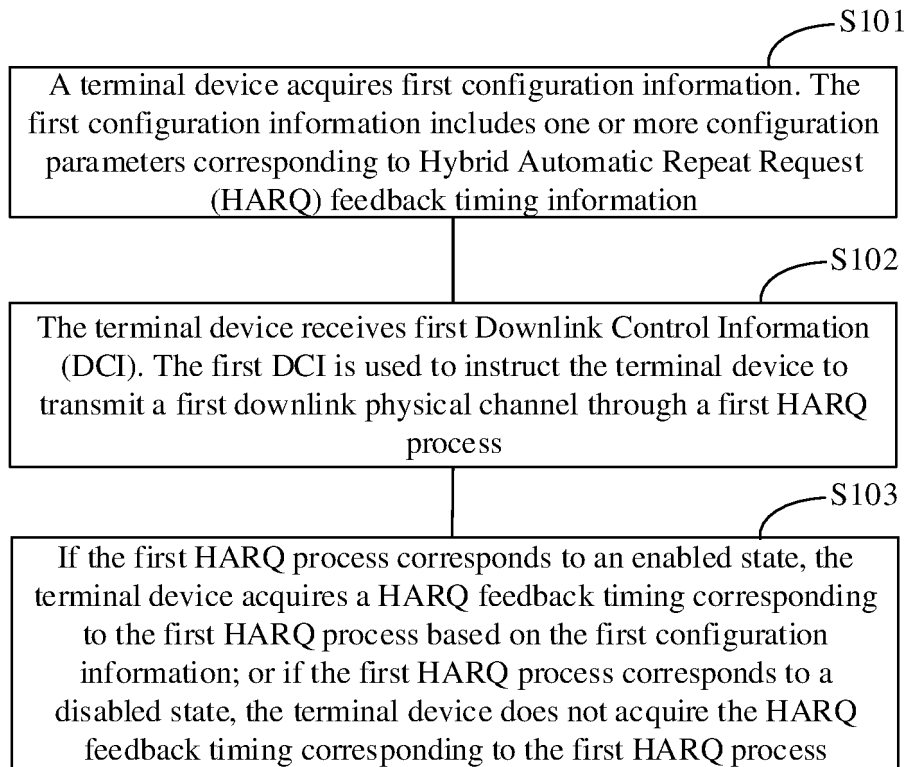 S101
A terminal device acquires first configuration information. The
first configuration information includes one or more configuration
parameters corresponding to Hybrid Automatic Repeat Request
(HARQ) feedback timing information
S102
The terminal device receives first Downlink Control Information
(DCI). The first DCI is used to instruct the terminal device to
transmit a first downlink physical channel through a first HARQ
process
S103
If the first HARQ process corresponds to an enabled state, the
terminal device acquires a HARQ feedback timing corresponding
to the first HARQ process based on the first configuration
information; or if the first HARQ process corresponds to a
disabled state, the terminal device does not acquire the HARQ
feedback timing corresponding to the first HARQ process